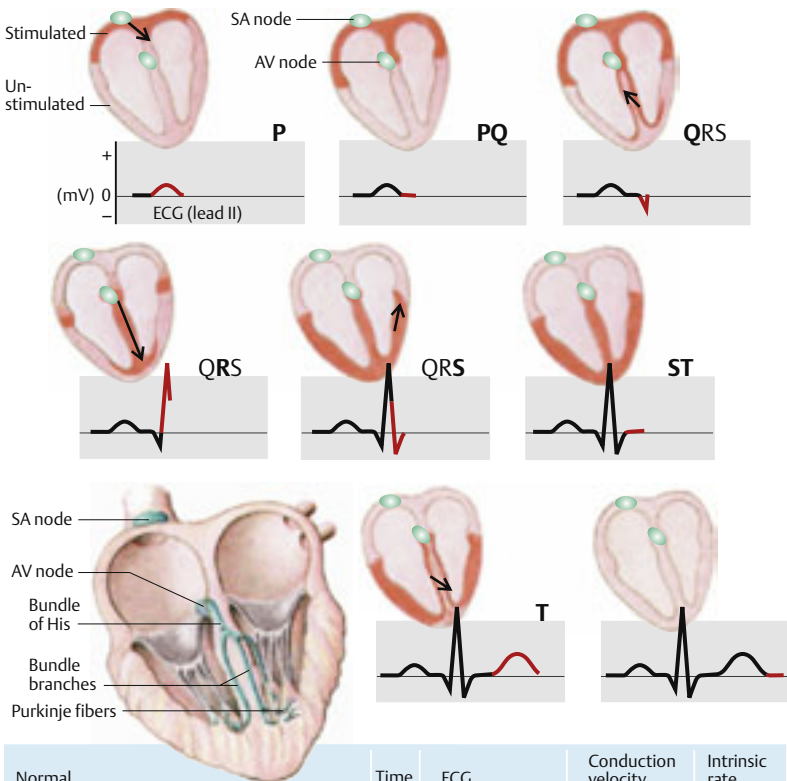 Stimulated
Un-
stimulated
SA node
AV node
P
PQ
QRS
+
(mV) 0
–
ECG (lead II)
QRS
QRS
ST
SA node
AV node
Bundle
of His
Bundle
branches
Purkinje fibers
T
Normal
Time
ECG
Conduction
velocity
Intrinsic
rate